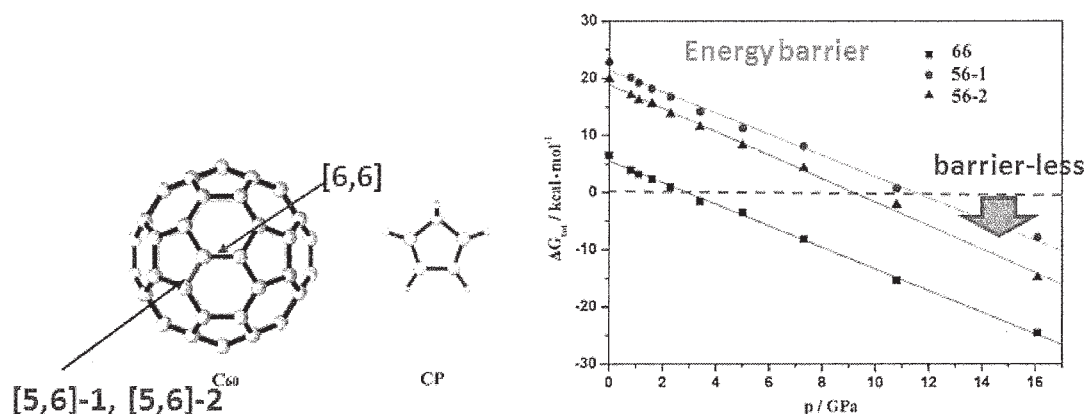 [6,6]
[5,6]-1, [5,6]-2
C60
CP
Energy barrier
66
56-1
56-2
barrier-less
ΔG_tot / kcal·mol⁻¹
30
20
10
0
-10
-20
-30
0 2 4 6 8 10 12 14 16
p / GPa